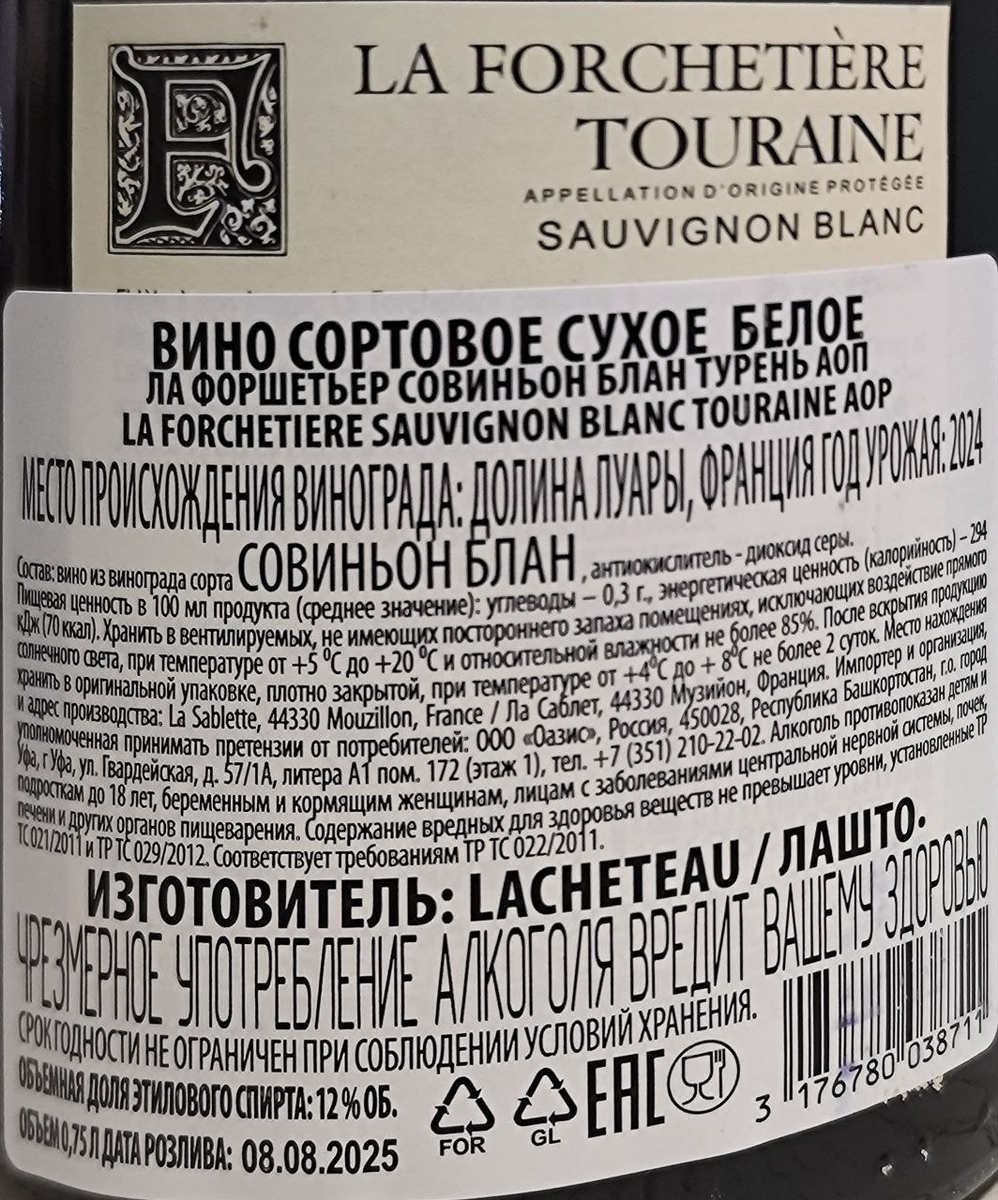 LA FORCHETIÈRE
TOURAINE
APPELLATION D'ORIGINE PROTÉGÉE
SAUVIGNON BLANC
ВИНО СОРТОВОЕ СУХОЕ БЕЛОЕ
ЛА ФОРШЕТЬЕР СОВИНЬОН БЛАН ТУРЕНЬ АОП
LA FORCHETIERE SAUVIGNON BLANC TOURAINE AOP
МЕСТО ПРОИСХОЖДЕНИЯ ВИНОГРАДА: ДОЛИНА ЛУАРЫ, ФРАНЦИЯ ГОД УРОЖАЯ: 2024
Состав: вино из винограда сорта СОВИНЬОН БЛАН, антиокислитель - диоксид серы.
Пищевая ценность в 100 мл продукта (среднее значение): углеводы – 0,3 г., энергетическая ценность (калорийность) – 294
кДж (70 ккал). Хранить в вентилируемых, не имеющих постороннего запаха помещениях, исключающих воздействие прямого
солнечного света, при температуре от +5 °С до +20 °С и относительной влажности не более 85%. После вскрытия продукцию
хранить в оригинальной упаковке, плотно закрытой, при температуре от +4°С до + 8°С не более 2 суток. Место нахождения
и адрес производства: La Sablette, 44330 Mouzillon, France / Ла Саблет, 44330 Музийон, Франция. Импортер и организация,
уполномоченная принимать претензии от потребителей: ООО «Оазис», Россия, 450028, Республика Башкортостан, г.о. город
Уфа, г Уфа, ул. Гвардейская, д. 57/1А, литера А1 пом. 172 (этаж 1), тел. +7 (351) 210-22-02. Алкоголь противопоказан детям и
подросткам до 18 лет, беременным и кормящим женщинам, лицам с заболеваниями центральной нервной системы, почек,
печени и других органов пищеварения. Содержание вредных для здоровья веществ не превышает уровни, установленные ТР
ТС 021/2011 и ТР ТС 029/2012. Соответствует требованиям ТР ТС 022/2011.
ИЗГОТОВИТЕЛЬ: LACHETEAU / ЛАШТО.
ЧРЕЗМЕРНОЕ УПОТРЕБЛЕНИЕ АЛКОГОЛЯ ВРЕДИТ ВАШЕМУ ЗДОРОВЬЮ
СРОК ГОДНОСТИ НЕ ОГРАНИЧЕН ПРИ СОБЛЮДЕНИИ УСЛОВИЙ ХРАНЕНИЯ.
ОБЪЕМНАЯ ДОЛЯ ЭТИЛОВОГО СПИРТА: 12 % ОБ.
ОБЪЕМ 0,75 Л ДАТА РОЗЛИВА: 08.08.2025
FOR
GL
EAC
3 176780 038711